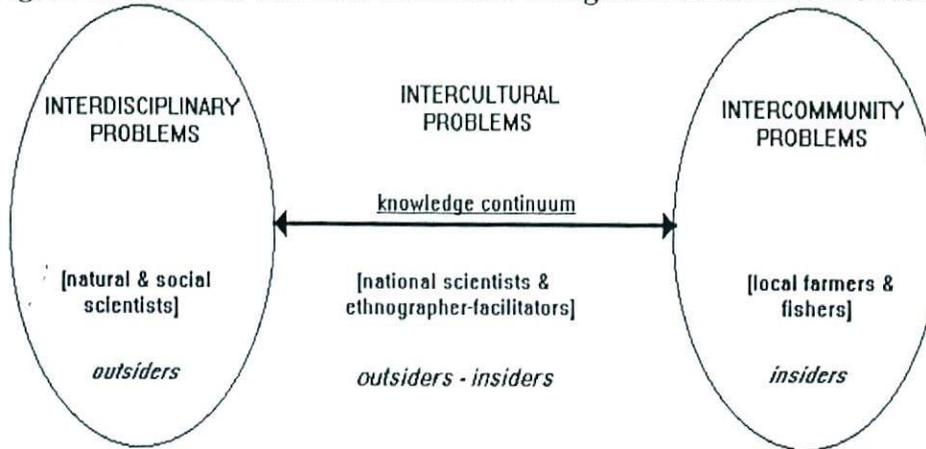 INTERDISCIPLINARY
PROBLEMS
INTERCULTURAL
PROBLEMS
INTERCOMMUNITY
PROBLEMS
knowledge continuum
[natural & social
scientists]
[national scientists &
ethnographer-facilitators]
[local farmers &
fishers]
outsiders
outsiders - insiders
insiders